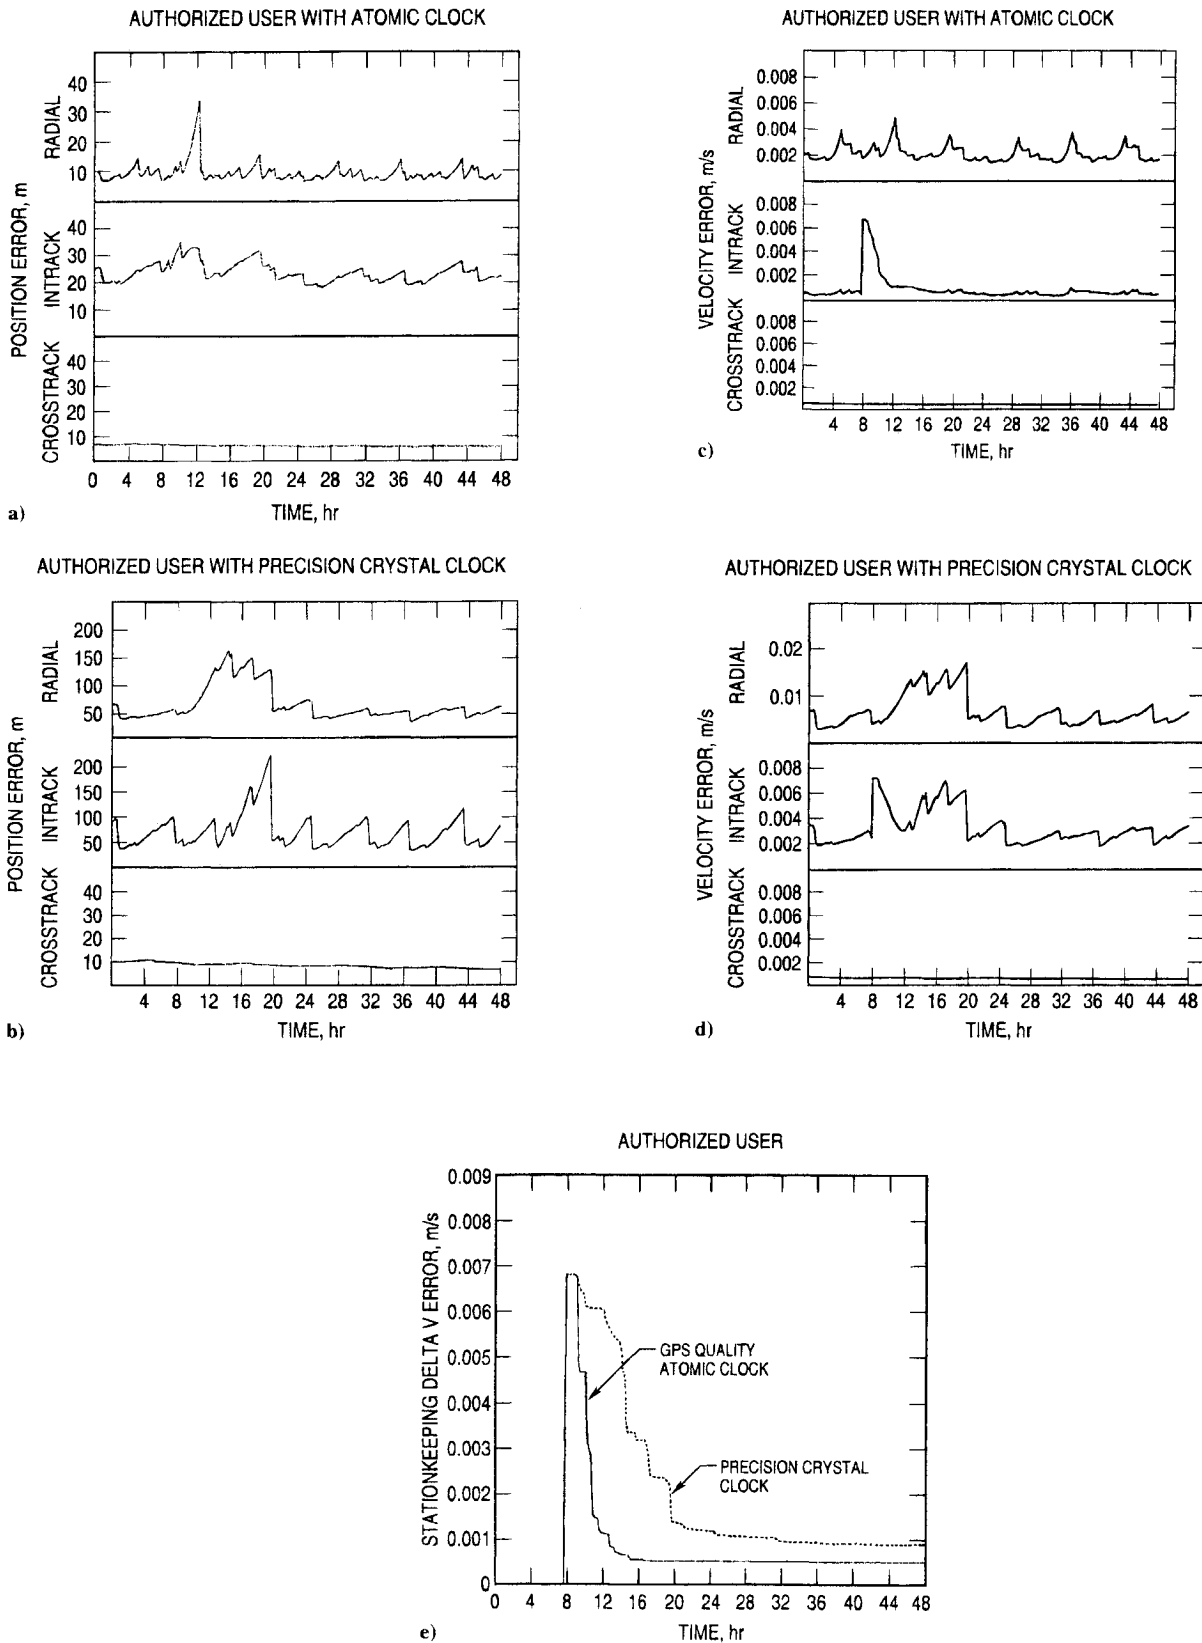 AUTHORIZED USER WITH ATOMIC CLOCK
POSITION ERROR, m
RADIAL
40
30
20
10
INTRACK
40
30
20
10
CROSSTRACK
40
30
20
10
0 4 8 12 16 20 24 28 32 36 40 44 48
TIME, hr
a)
AUTHORIZED USER WITH ATOMIC CLOCK
VELOCITY ERROR, m/s
RADIAL
0.008
0.006
0.004
0.002
INTRACK
0.008
0.006
0.004
0.002
CROSSTRACK
0.008
0.006
0.004
0.002
0 4 8 12 16 20 24 28 32 36 40 44 48
TIME, hr
c)
AUTHORIZED USER WITH PRECISION CRYSTAL CLOCK
POSITION ERROR, m
RADIAL
200
150
100
50
INTRACK
200
150
100
50
CROSSTRACK
40
30
20
10
4 8 12 16 20 24 28 32 36 40 44 48
TIME, hr
b)
AUTHORIZED USER WITH PRECISION CRYSTAL CLOCK
VELOCITY ERROR, m/s
RADIAL
0.02
0.01
INTRACK
0.008
0.006
0.004
0.002
CROSSTRACK
0.008
0.006
0.004
0.002
4 8 12 16 20 24 28 32 36 40 44 48
TIME, hr
d)
AUTHORIZED USER
STATIONKEEPING DELTA V ERROR, m/s
0.009
0.008
0.007
0.006
0.005
0.004
0.003
0.002
0.001
0
GPS QUALITY
ATOMIC CLOCK
PRECISION CRYSTAL
CLOCK
0 4 8 12 16 20 24 28 32 36 40 44 48
TIME, hr
e)